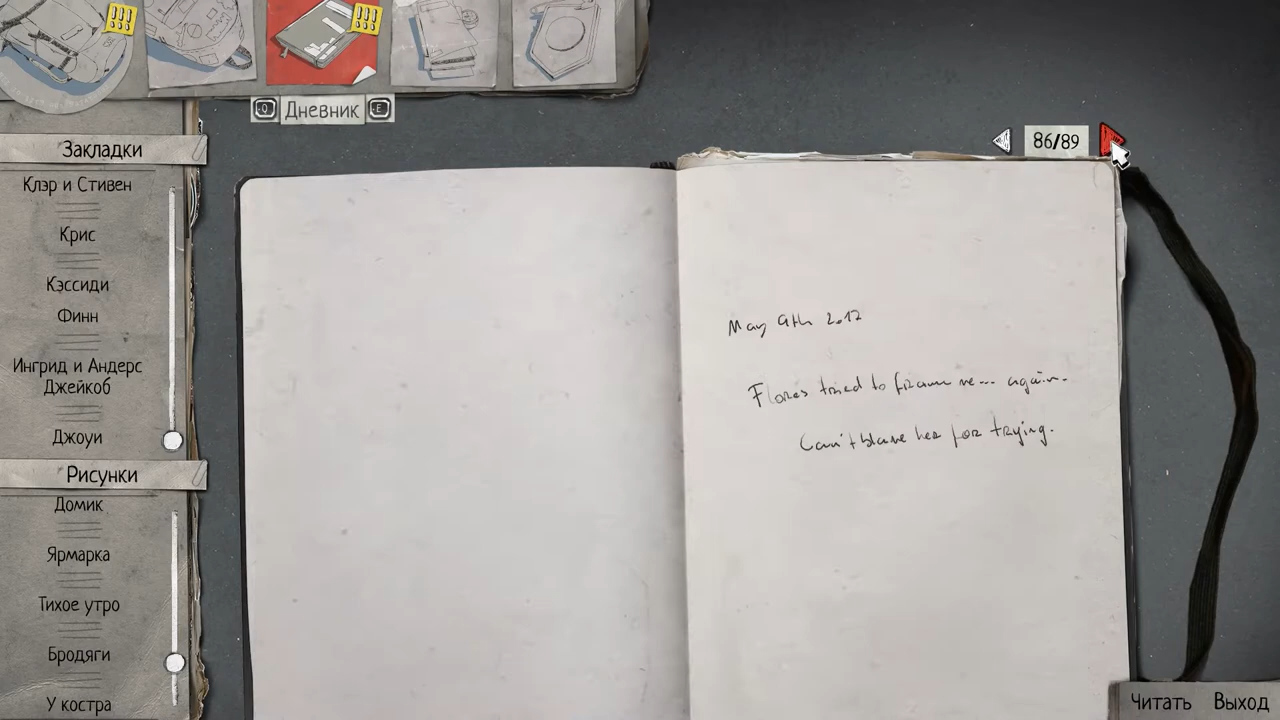 Q Дневник E
Закладки
Клэр и Стивен
Крис
Кэссиди
Финн
Ингрид и Андерс
Джейкоб
Джоуи
Рисунки
Домик
Ярмарка
Тихое утро
Бродяги
У костра
86/89
May 9th 2017
Flores tried to frame me... again.
Can't blame her for trying.
Читать Выход